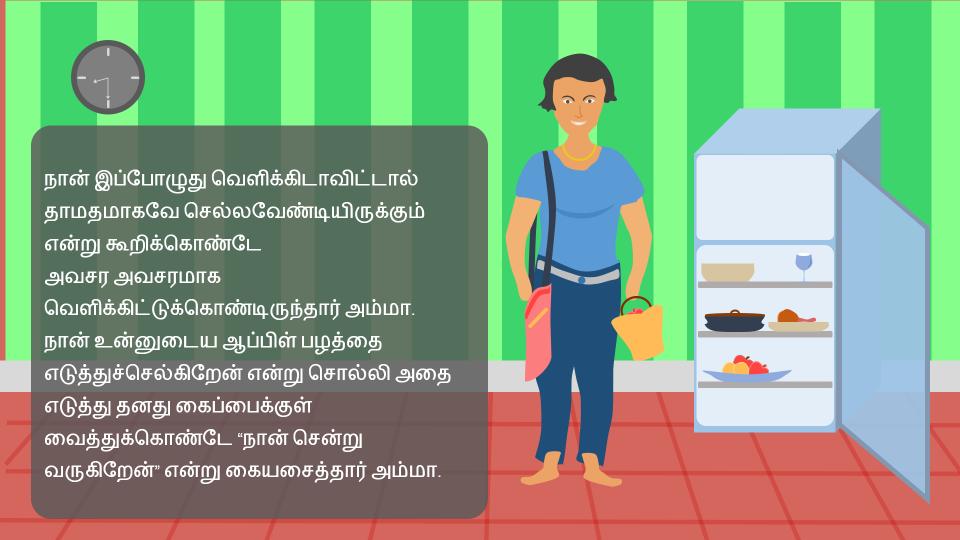 நான் இப்போழுது வெளிக்கிடாவிட்டால்
தாமதமாகவே செல்லவேண்டியிருக்கும்
என்று கூறிக்கொண்டே
அவசர அவசரமாக
வெளிக்கிட்டுக்கொண்டிருந்தார் அம்மா.
நான் உன்னுடைய ஆப்பிள் பழத்தை
எடுத்துச்செல்கிறேன் என்று சொல்லி அதை
எடுத்து தனது கைப்பைக்குள்
வைத்துக்கொண்டே “நான் சென்று
வருகிறேன்” என்று கையசைத்தார் அம்மா.